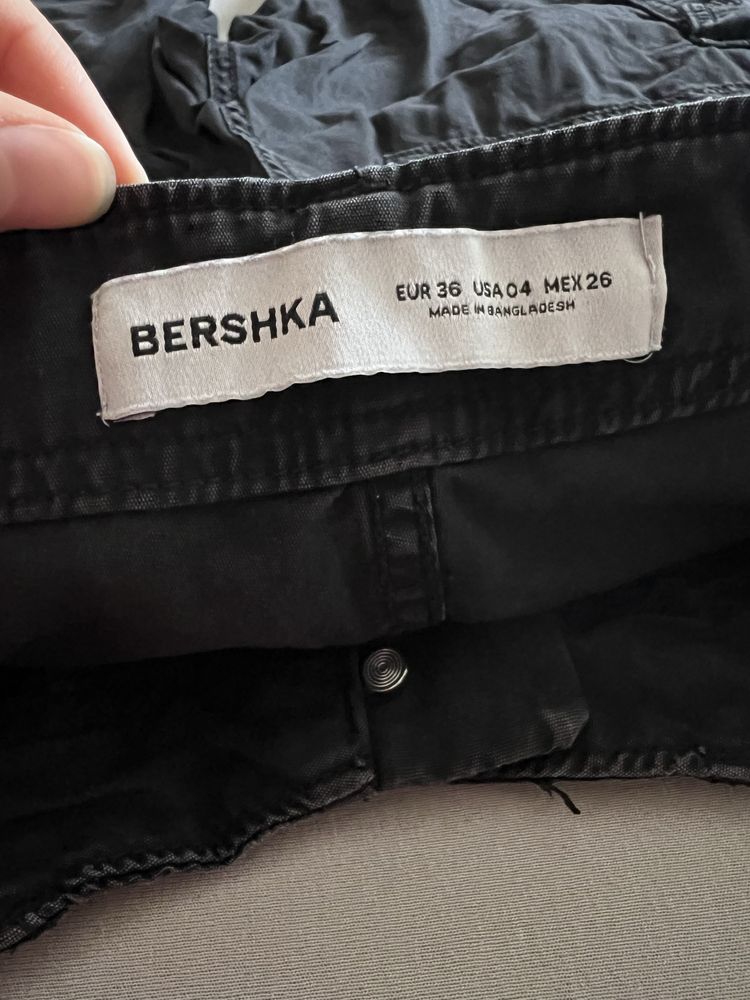 BERSHKA
EUR 36 USA 04 MEX 26
MADE IN BANGLADESH